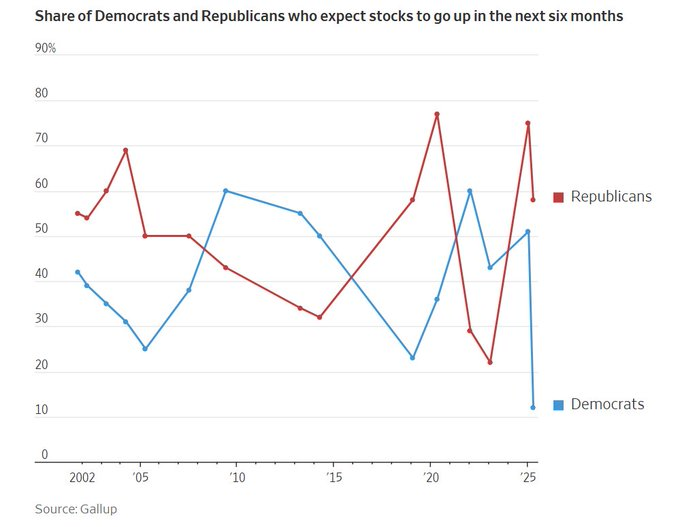 Share of Democrats and Republicans who expect stocks to go up in the next six months
90%
80
70
60
50
40
30
20
10
0
2002 ’05 ’10 ’15 ’20 ’25
Republicans
Democrats
Source: Gallup